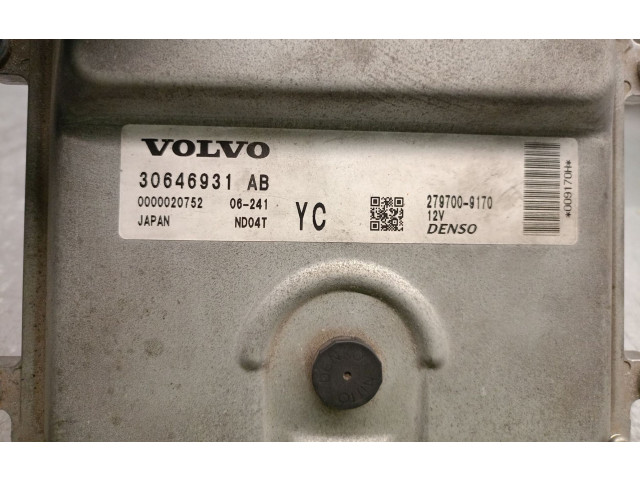 VOLVO
30646931 AB
0000020752 06-241
JAPAN ND04T
YC
279700-9170
12V
DENSO
*009170H*